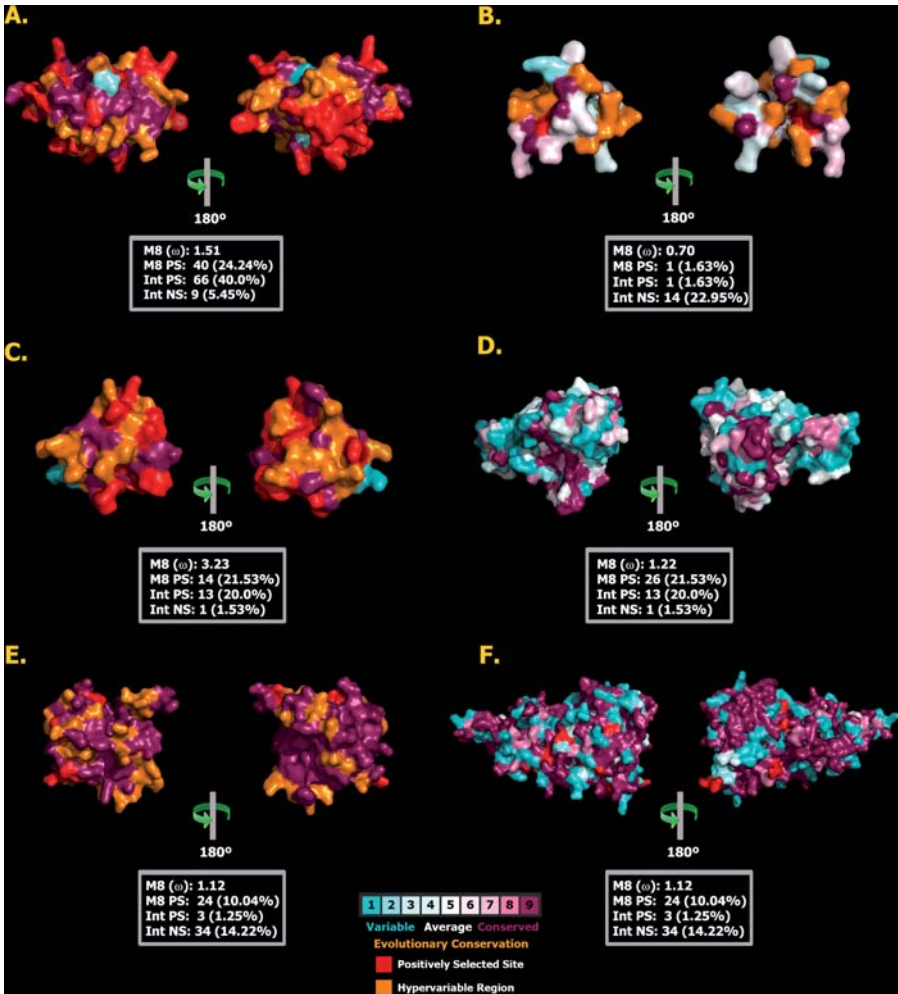 A.
B.
180º
180º
M8 (ω): 1.51
M8 PS: 40 (24.24%)
Int PS: 66 (40.0%)
Int NS: 9 (5.45%)
M8 (ω): 0.70
M8 PS: 1 (1.63%)
Int PS: 1 (1.63%)
Int NS: 14 (22.95%)
C.
D.
180º
180º
M8 (ω): 3.23
M8 PS: 14 (21.53%)
Int PS: 13 (20.0%)
Int NS: 1 (1.53%)
M8 (ω): 1.22
M8 PS: 26 (21.53%)
Int PS: 13 (20.0%)
Int NS: 1 (1.53%)
E.
F.
180º
180º
M8 (ω): 1.12
M8 PS: 24 (10.04%)
Int PS: 3 (1.25%)
Int NS: 34 (14.22%)
M8 (ω): 1.12
M8 PS: 24 (10.04%)
Int PS: 3 (1.25%)
Int NS: 34 (14.22%)
1 2 3 4 5 6 7 8 9
Variable Average Conserved
Evolutionary Conservation
Positively Selected Site
Hypervariable Region